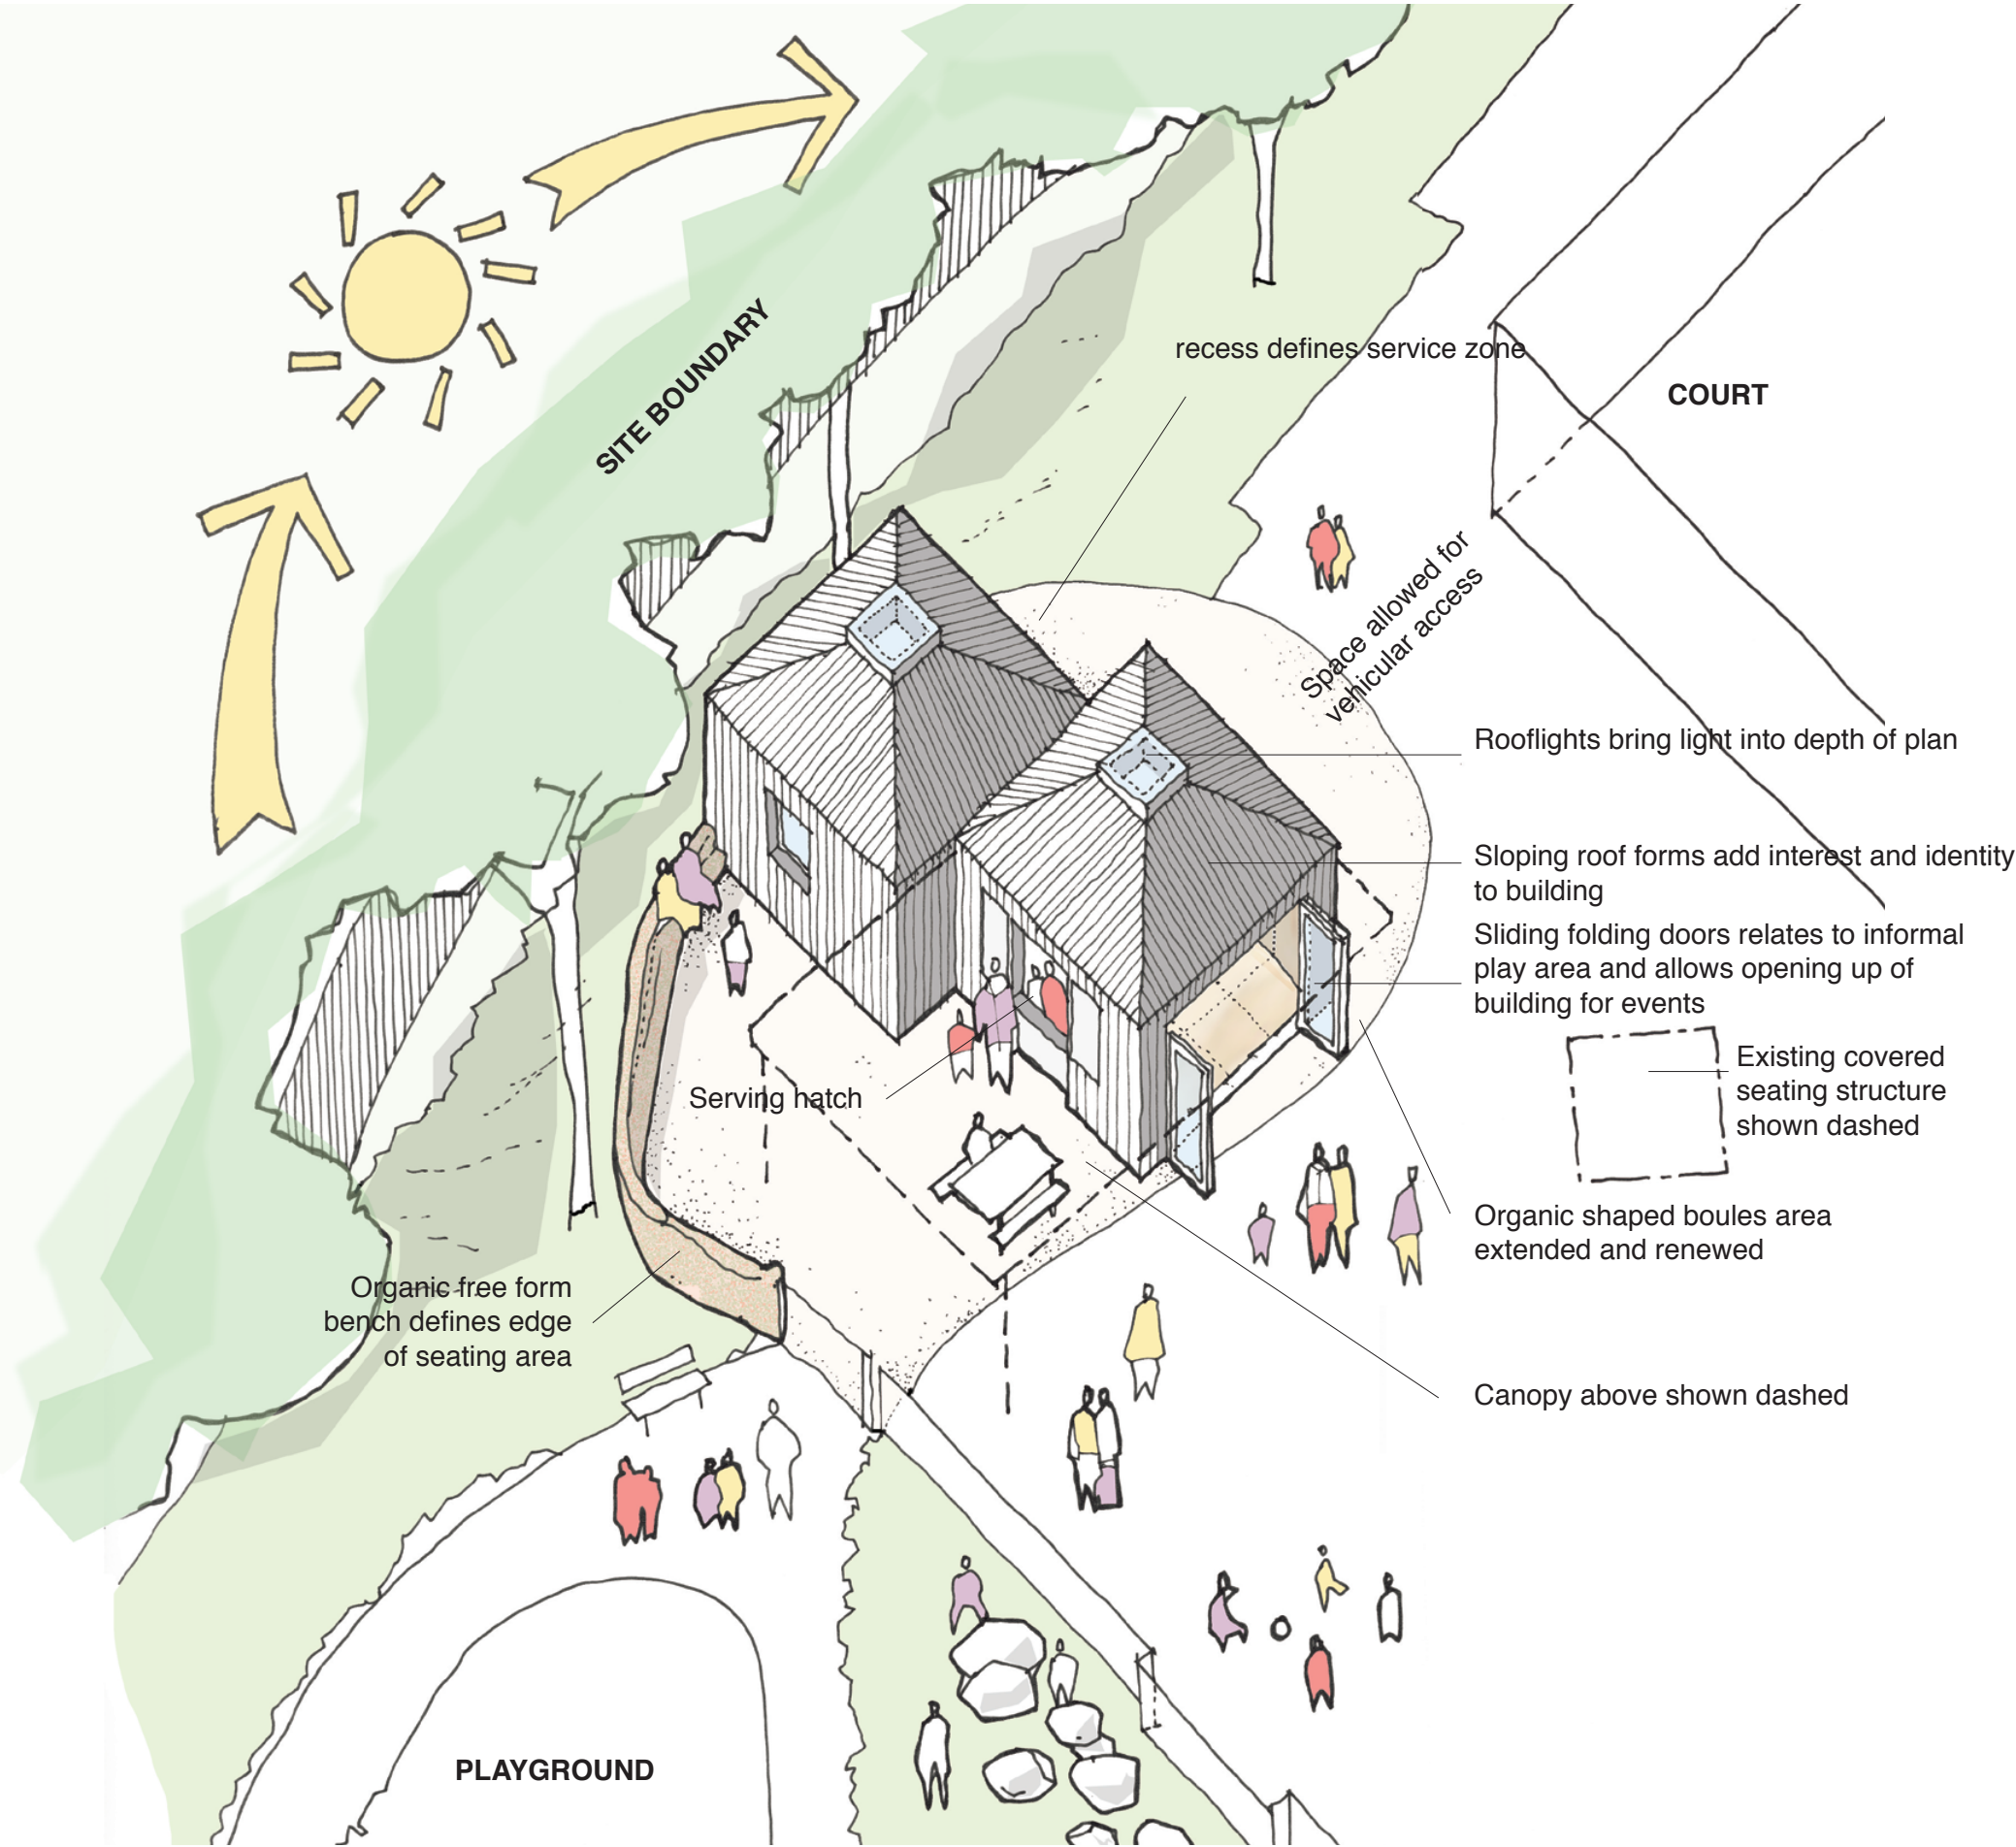 SITE BOUNDARY
recess defines service zone
COURT
Space allowed for
vehicular access
Rooflights bring light into depth of plan
Sloping roof forms add interest and identity
to building
Sliding folding doors relates to informal
play area and allows opening up of
building for events
Existing covered
seating structure
shown dashed
Serving hatch
Organic shaped boules area
extended and renewed
Organic free form
bench defines edge
of seating area
Canopy above shown dashed
PLAYGROUND